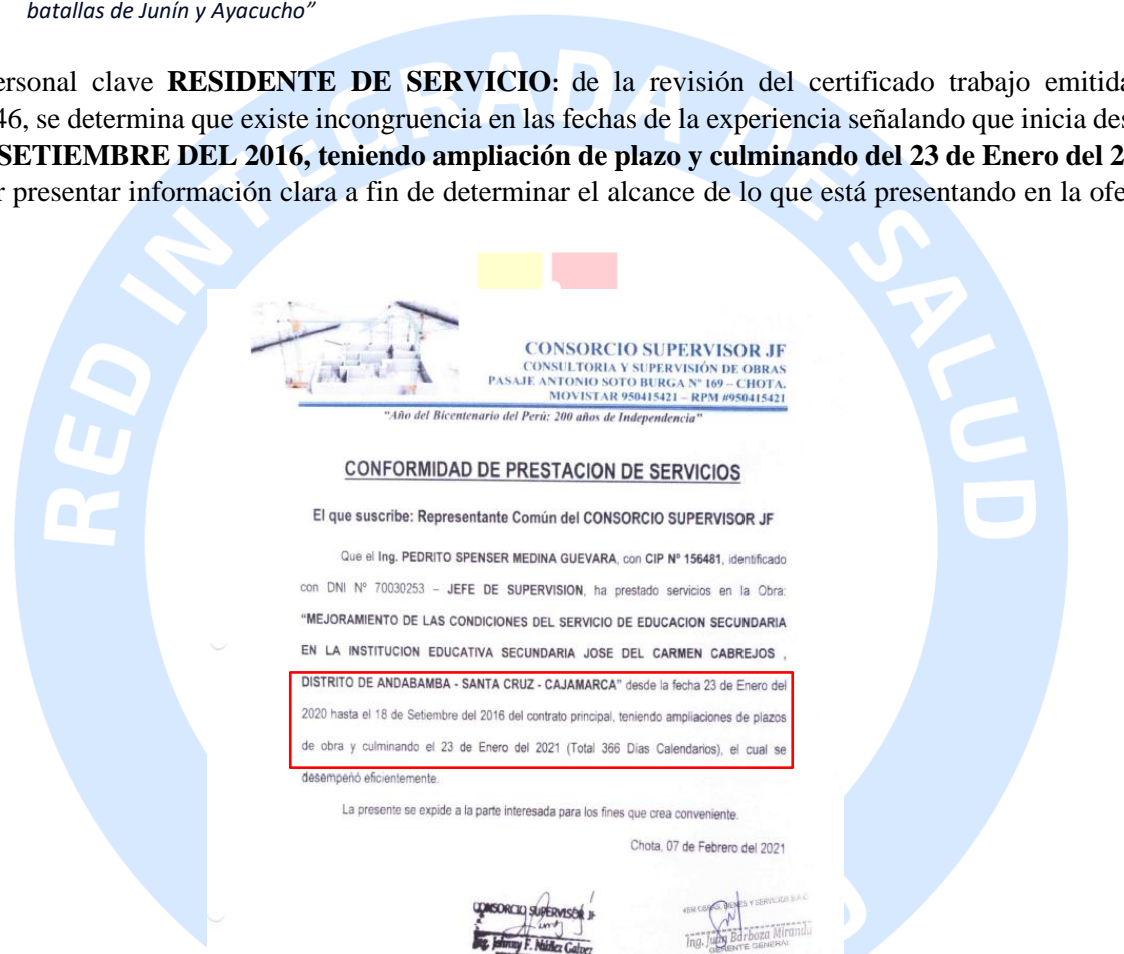 batallas de Junín y Ayacucho”
ersonal clave RESIDENTE DE SERVICIO: de la revisión del certificado trabajo emitida
46, se determina que existe incongruencia en las fechas de la experiencia señalando que inicia des
SETIEMBRE DEL 2016, teniendo ampliación de plazo y culminando del 23 de Enero del 2
r presentar información clara a fin de determinar el alcance de lo que está presentando en la ofe
RED INTEGRADA DE SALUD
CONSORCIO SUPERVISOR JF
CONSULTORIA Y SUPERVISIÓN DE OBRAS
PASAJE ANTONIO SOTO BURGA Nº 169 – CHOTA.
MOVISTAR 950415421 – RPM #950415421
“Año del Bicentenario del Perú: 200 años de Independencia”
CONFORMIDAD DE PRESTACION DE SERVICIOS
El que suscribe: Representante Común del CONSORCIO SUPERVISOR JF
Que el Ing. PEDRITO SPENSER MEDINA GUEVARA, con CIP Nº 156481, identificado
con DNI Nº 70030253 – JEFE DE SUPERVISION, ha prestado servicios en la Obra:
“MEJORAMIENTO DE LAS CONDICIONES DEL SERVICIO DE EDUCACION SECUNDARIA
EN LA INSTITUCION EDUCATIVA SECUNDARIA JOSE DEL CARMEN CABREJOS ,
DISTRITO DE ANDABAMBA - SANTA CRUZ - CAJAMARCA” desde la fecha 23 de Enero del
2020 hasta el 18 de Setiembre del 2016 del contrato principal, teniendo ampliaciones de plazos
de obra y culminando el 23 de Enero del 2021 (Total 366 Dias Calendarios), el cual se
desempeñó eficientemente.
La presente se expide a la parte interesada para los fines que crea conveniente.
Chota, 07 de Febrero del 2021
CONSORCIO SUPERVISOR JF
Ing. Johnny F. Núñez Galvez
BIENES Y SERVICIOS S.A.C.
Ing. Juan Barboza Miranda
GERENTE GENERAL